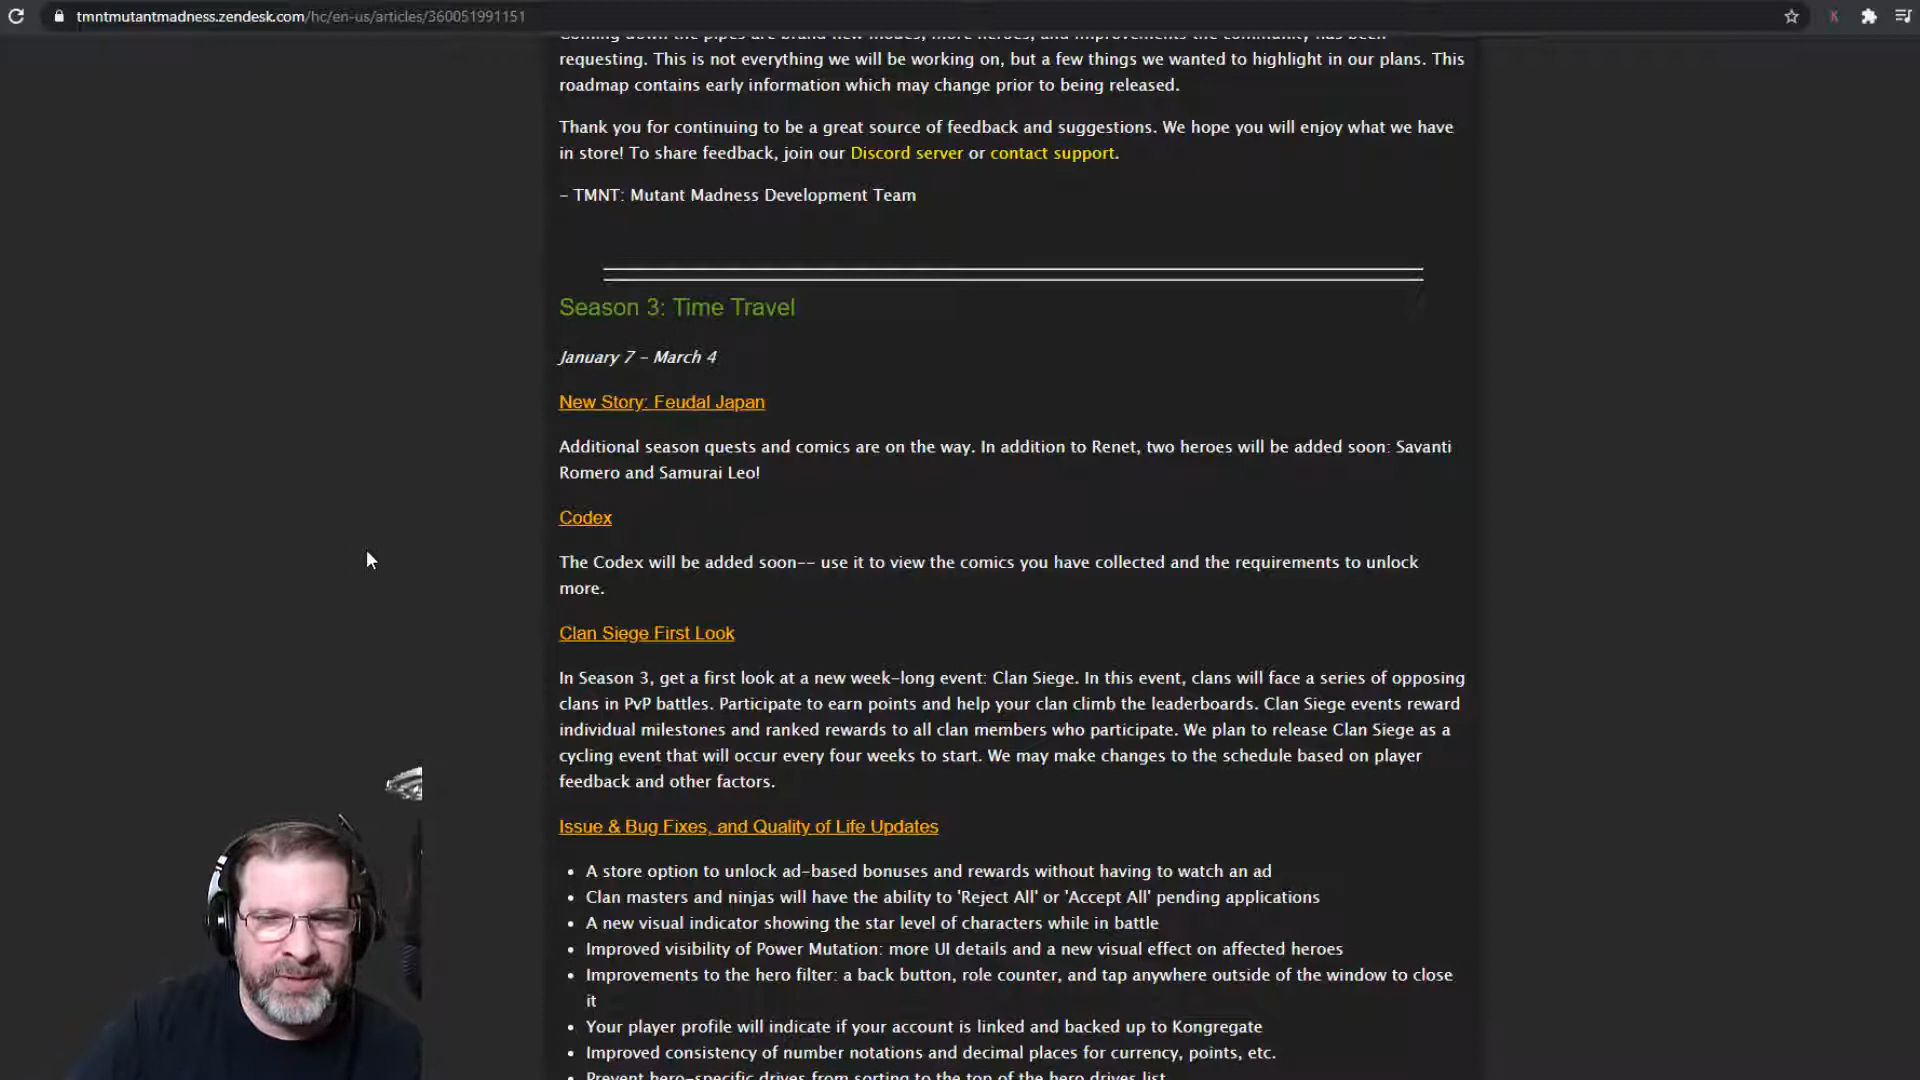 tmntmutantmadness.zendesk.com/hc/en-us/articles/360051991151
Coming down the pipes are brand new modes, more heroes, and improvements the community has been
requesting. This is not everything we will be working on, but a few things we wanted to highlight in our plans. This
roadmap contains early information which may change prior to being released.
Thank you for continuing to be a great source of feedback and suggestions. We hope you will enjoy what we have
in store! To share feedback, join our Discord server or contact support.
– TMNT: Mutant Madness Development Team
Season 3: Time Travel
January 7 – March 4
New Story: Feudal Japan
Additional season quests and comics are on the way. In addition to Renet, two heroes will be added soon: Savanti
Romero and Samurai Leo!
Codex
The Codex will be added soon-- use it to view the comics you have collected and the requirements to unlock
more.
Clan Siege First Look
In Season 3, get a first look at a new week-long event: Clan Siege. In this event, clans will face a series of opposing
clans in PvP battles. Participate to earn points and help your clan climb the leaderboards. Clan Siege events reward
individual milestones and ranked rewards to all clan members who participate. We plan to release Clan Siege as a
cycling event that will occur every four weeks to start. We may make changes to the schedule based on player
feedback and other factors.
Issue & Bug Fixes, and Quality of Life Updates
• A store option to unlock ad-based bonuses and rewards without having to watch an ad
• Clan masters and ninjas will have the ability to 'Reject All' or 'Accept All' pending applications
• A new visual indicator showing the star level of characters while in battle
• Improved visibility of Power Mutation: more UI details and a new visual effect on affected heroes
• Improvements to the hero filter: a back button, role counter, and tap anywhere outside of the window to close
it
• Your player profile will indicate if your account is linked and backed up to Kongregate
• Improved consistency of number notations and decimal places for currency, points, etc.
• Prevent hero-specific drives from sorting to the top of the hero drives list